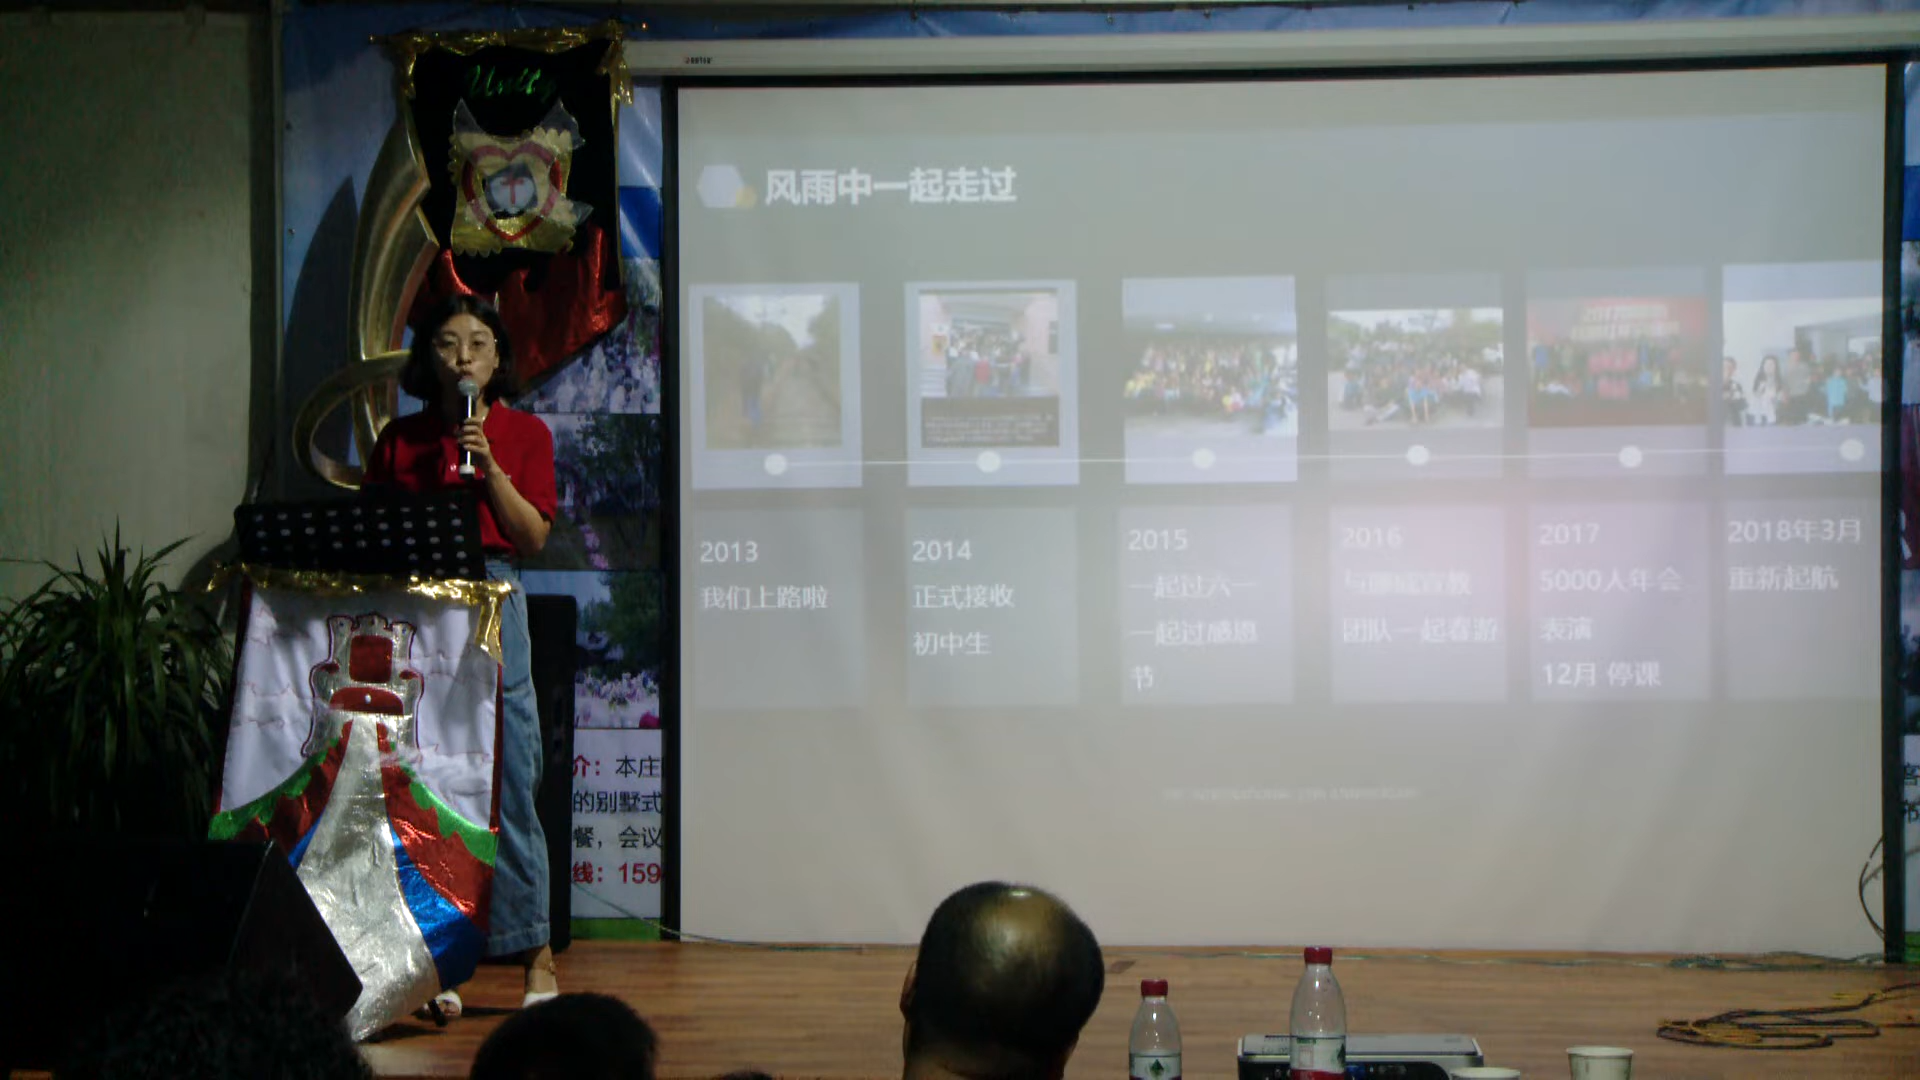 Unity
风雨中一起走过
2013
我们上路啦
2014
正式接收
初中生
2015
一起过六一
一起过感恩
节
2016
团队一起春游
2017
5000人年会
表演
12月 停课
2018年3月
重新起航
介：本庄
的别墅式
餐，会议
线：159